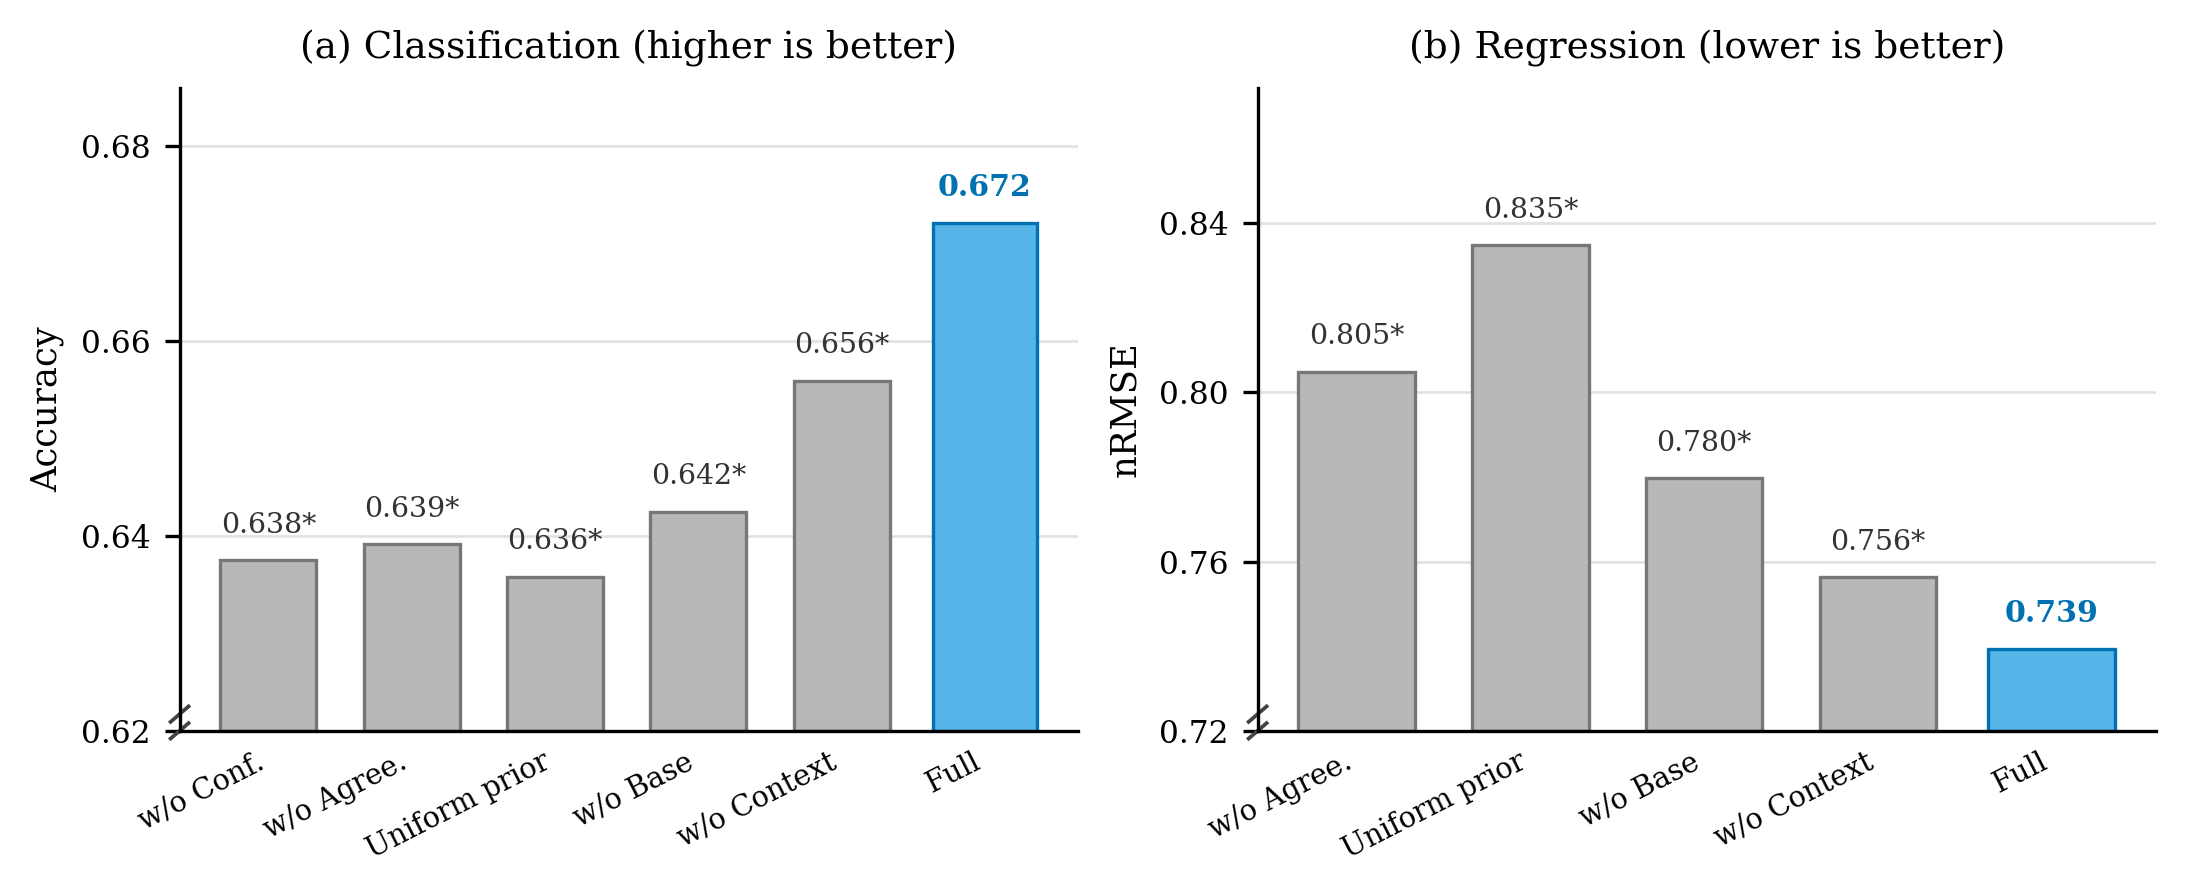 (a) Classification (higher is better)
Accuracy
0.68
0.66
0.64
0.62
0.638*
0.639*
0.636*
0.642*
0.656*
0.672
w/o Conf.
w/o Agree.
Uniform prior
w/o Base
w/o Context
Full
(b) Regression (lower is better)
nRMSE
0.84
0.80
0.76
0.72
0.805*
0.835*
0.780*
0.756*
0.739
w/o Agree.
Uniform prior
w/o Base
w/o Context
Full